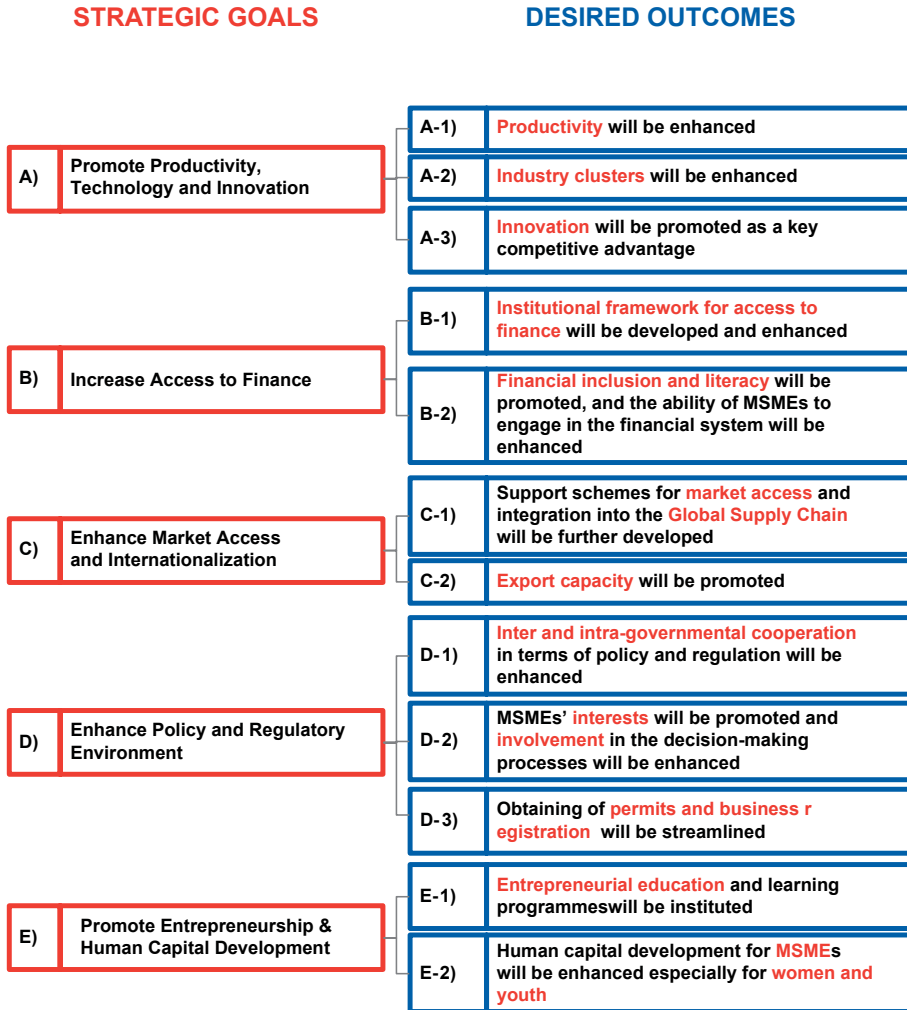 STRATEGIC GOALS
DESIRED OUTCOMES
A)
Promote Productivity,
Technology and Innovation
A-1)
Productivity will be enhanced
A-2)
Industry clusters will be enhanced
A-3)
Innovation will be promoted as a key
competitive advantage
B)
Increase Access to Finance
B-1)
Institutional framework for access to
finance will be developed and enhanced
B-2)
Financial inclusion and literacy will be
promoted, and the ability of MSMEs to
engage in the financial system will be
enhanced
C)
Enhance Market Access
and Internationalization
C-1)
Support schemes for market access and
integration into the Global Supply Chain
will be further developed
C-2)
Export capacity will be promoted
D)
Enhance Policy and Regulatory
Environment
D-1)
Inter and intra-governmental cooperation
in terms of policy and regulation will be
enhanced
D-2)
MSMEs' interests will be promoted and
involvement in the decision-making
processes will be enhanced
D-3)
Obtaining of permits and business r
egistration will be streamlined
E)
Promote Entrepreneurship &
Human Capital Development
E-1)
Entrepreneurial education and learning
programmeswill be instituted
E-2)
Human capital development for MSMEs
will be enhanced especially for women and
youth